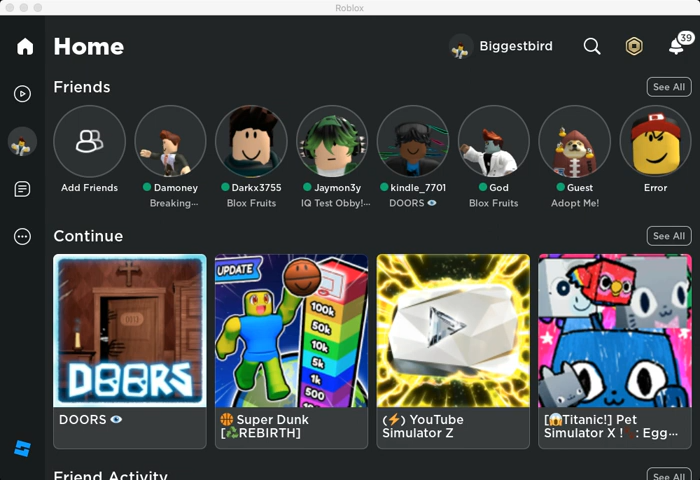 Roblox
Home
Biggestbird
39
Friends
See All
Add Friends
Damoney
Darkx3755
Jaymon3y
kindle_7701
God
Guest
Error
Breaking...
Blox Fruits
IQ Test Obby!...
DOORS 👁
Blox Fruits
Adopt Me!
Continue
See All
DOORS
UPDATE
100k
50k
10k
5k
1k
500
DOORS 👁
🏀 Super Dunk
[♻️REBIRTH]
(⚡) YouTube
Simulator Z
[😱Titanic!] Pet
Simulator X ! : Egg...
Friend Activity
See All